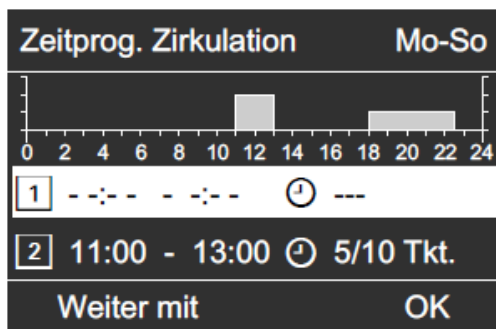 Zeitprog. Zirkulation Mo-So
0 2 4 6 8 10 12 14 16 18 20 22 24
1 --:-- - --:-- ---
2 11:00 - 13:00 5/10 Tkt.
Weiter mit OK